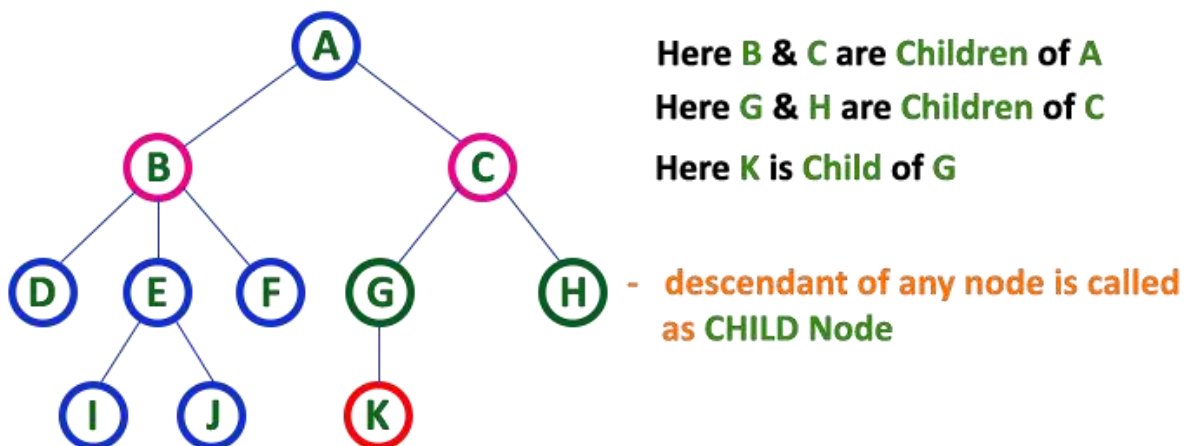 A
Here B & C are Children of A
Here G & H are Children of C
B
C
Here K is Child of G
D
E
F
G
H
- descendant of any node is called
as CHILD Node
I
J
K